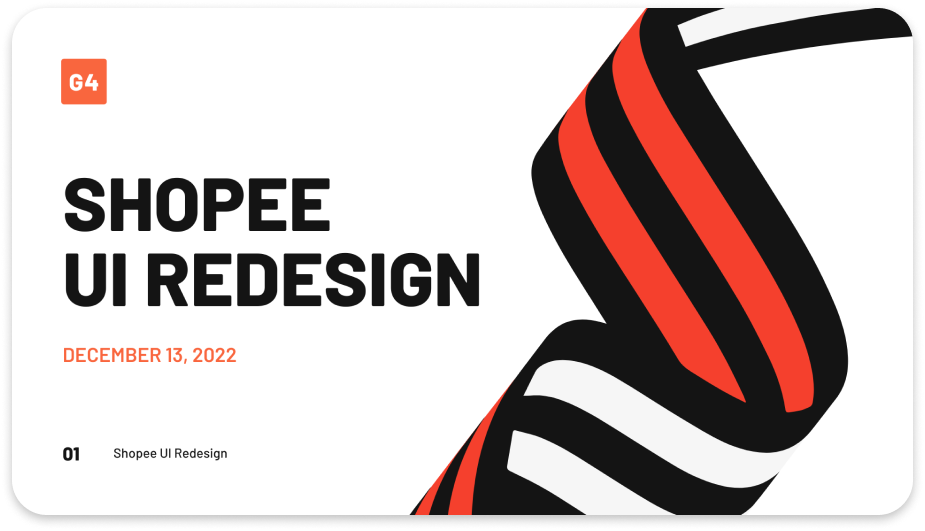 G4
SHOPEE
UI REDESIGN
DECEMBER 13, 2022
01 Shopee UI Redesign